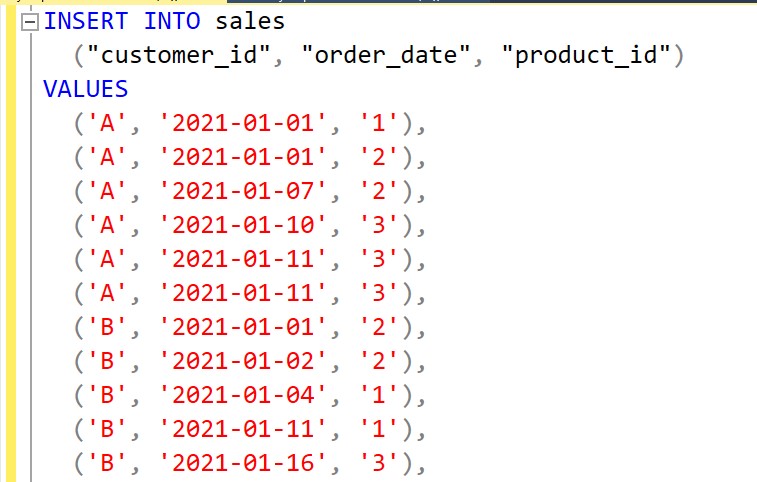 INSERT INTO sales
("customer_id", "order_date", "product_id")
VALUES
('A', '2021-01-01', '1'),
('A', '2021-01-01', '2'),
('A', '2021-01-07', '2'),
('A', '2021-01-10', '3'),
('A', '2021-01-11', '3'),
('A', '2021-01-11', '3'),
('B', '2021-01-01', '2'),
('B', '2021-01-02', '2'),
('B', '2021-01-04', '1'),
('B', '2021-01-11', '1'),
('B', '2021-01-16', '3'),